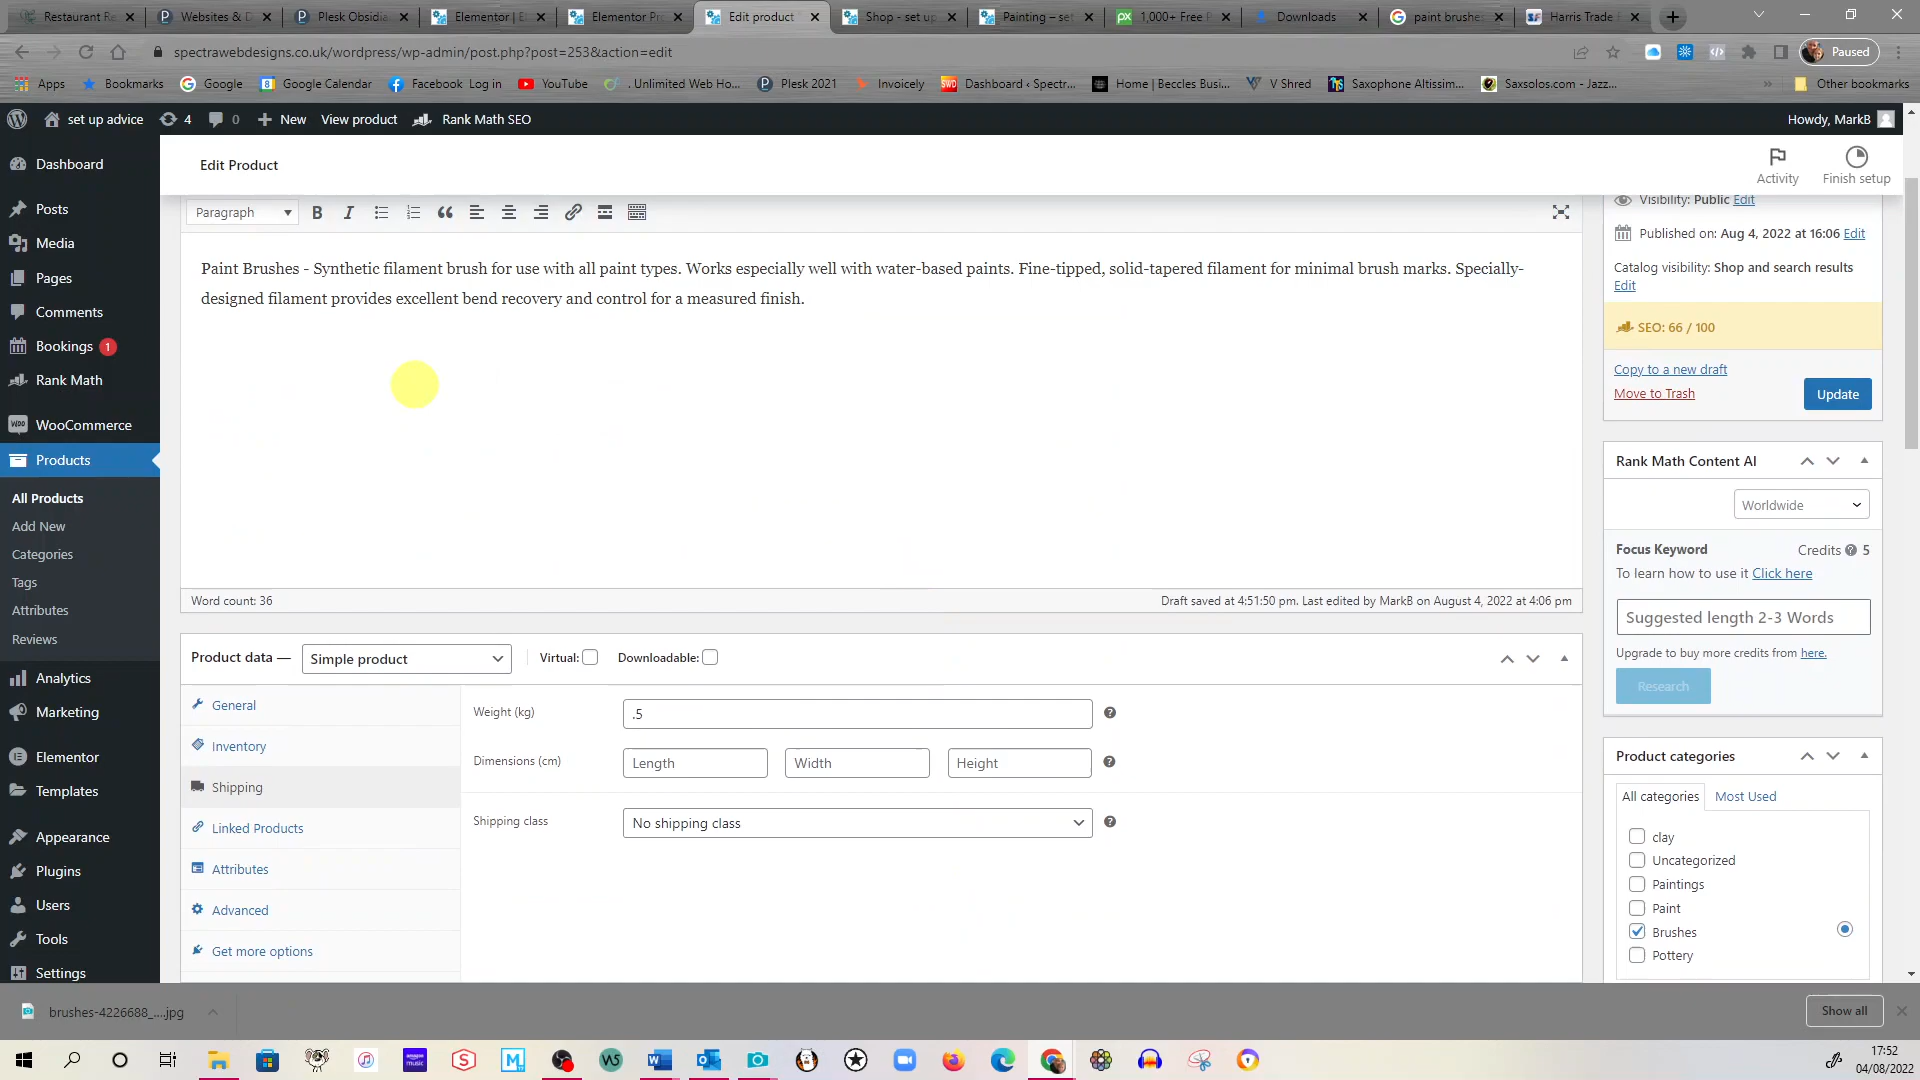 Restaurant Re
Websites & D
Plesk Obsidia
Elementor | E
Elementor Pr
Edit product
Shop - set up
Painting – set
1,000+ Free P
Downloads
paint brushes
Harris Trade F
spectrawebdesigns.co.uk/wordpress/wp-admin/post.php?post=253&action=edit
Paused
Apps
Bookmarks
Google
Google Calendar
Facebook Log in
YouTube
. Unlimited Web Ho...
Plesk 2021
Invoicely
Dashboard ‹ Spectr...
Home | Beccles Busi...
V Shred
Saxophone Altissim...
Saxsolos.com - Jazz...
»
Other bookmarks
set up advice
4
0
New
View product
Rank Math SEO
Howdy, MarkB
Dashboard
Posts
Media
Pages
Comments
Bookings 1
Rank Math
WooCommerce
Products
All Products
Add New
Categories
Tags
Attributes
Reviews
Analytics
Marketing
Elementor
Templates
Appearance
Plugins
Users
Tools
Settings
Edit Product
Activity
Finish setup
Paragraph
Paint Brushes - Synthetic filament brush for use with all paint types. Works especially well with water-based paints. Fine-tipped, solid-tapered filament for minimal brush marks. Specially-
designed filament provides excellent bend recovery and control for a measured finish.
Word count: 36
Draft saved at 4:51:50 pm. Last edited by MarkB on August 4, 2022 at 4:06 pm
Product data — Simple product
Virtual:
Downloadable:
General
Inventory
Shipping
Linked Products
Attributes
Advanced
Get more options
Weight (kg)
.5
Dimensions (cm)
Length
Width
Height
Shipping class
No shipping class
Visibility: Public Edit
Published on: Aug 4, 2022 at 16:06 Edit
Catalog visibility: Shop and search results
Edit
SEO: 66 / 100
Copy to a new draft
Move to Trash
Update
Rank Math Content AI
Worldwide
Focus Keyword
Credits 5
To learn how to use it Click here
Suggested length 2-3 Words
Upgrade to buy more credits from here.
Research
Product categories
All categories
Most Used
clay
Uncategorized
Paintings
Paint
Brushes
Pottery
brushes-4226688_....jpg
Show all
17:52
04/08/2022